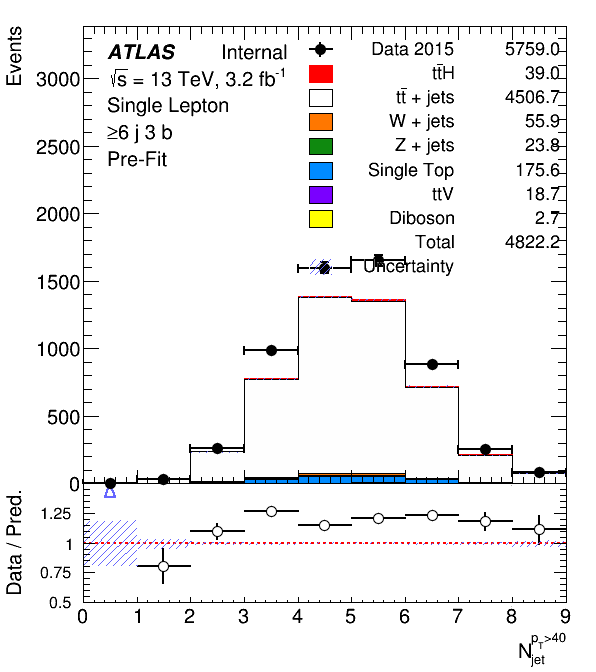 Events
ATLAS Internal
√s = 13 TeV, 3.2 fb⁻¹
Single Lepton
≥6 j 3 b
Pre-Fit
Data 2015 5759.0
tt̄H 39.0
tt̄ + jets 4506.7
W + jets 55.9
Z + jets 23.8
Single Top 175.6
ttV 18.7
Diboson 2.7
Total 4822.2
Uncertainty
3000
2500
2000
1500
1000
500
0
Data / Pred.
1.25
1
0.75
0.5
0 1 2 3 4 5 6 7 8 9
N_jet^{p_T>40}